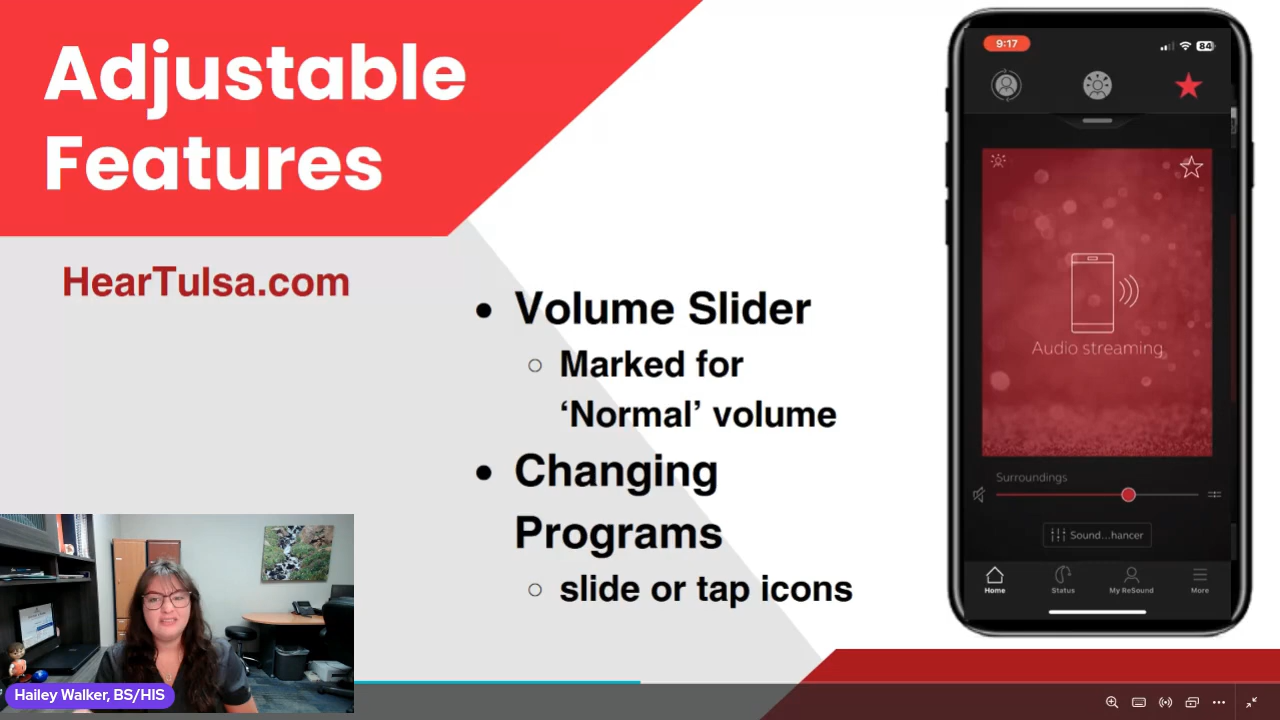 Adjustable
Features
HearTulsa.com
• Volume Slider
○ Marked for
‘Normal’ volume
• Changing
Programs
○ slide or tap icons
9:17
84
Audio streaming
Surroundings
Sound...hancer
Home
Status
My ReSound
More
Hailey Walker, BS/HIS